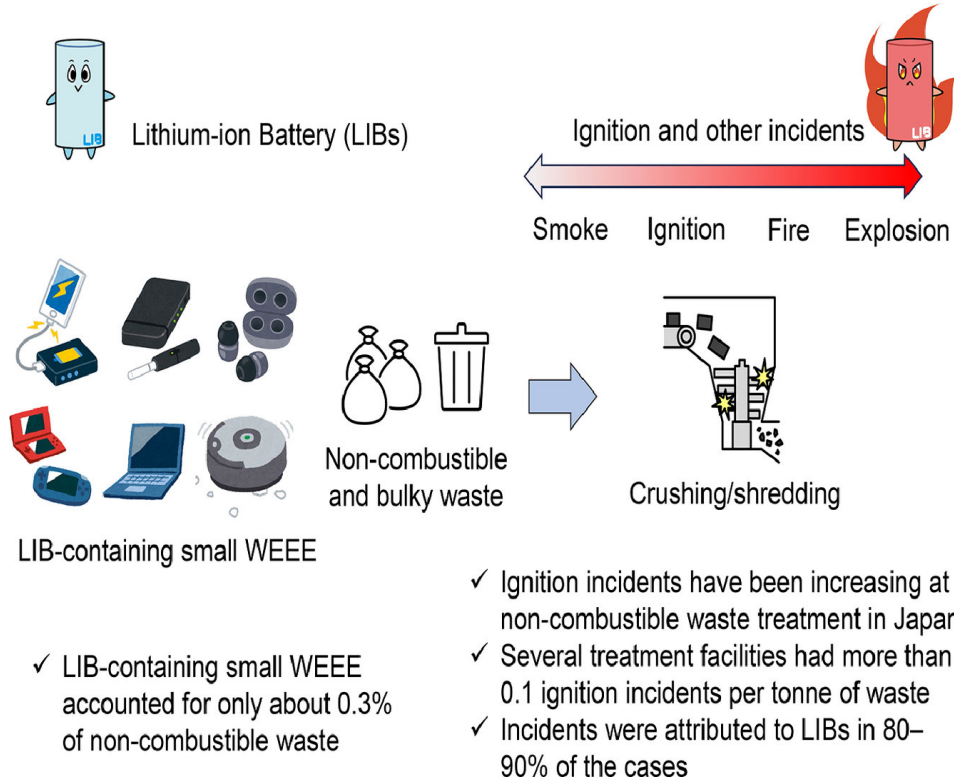 LIB
Lithium-ion Battery (LIBs)
Ignition and other incidents
LIB
Smoke Ignition Fire Explosion
Non-combustible
and bulky waste
Crushing/shredding
LIB-containing small WEEE
✓ LIB-containing small WEEE
accounted for only about 0.3%
of non-combustible waste
✓ Ignition incidents have been increasing at
non-combustible waste treatment in Japan
✓ Several treatment facilities had more than
0.1 ignition incidents per tonne of waste
✓ Incidents were attributed to LIBs in 80–
90% of the cases